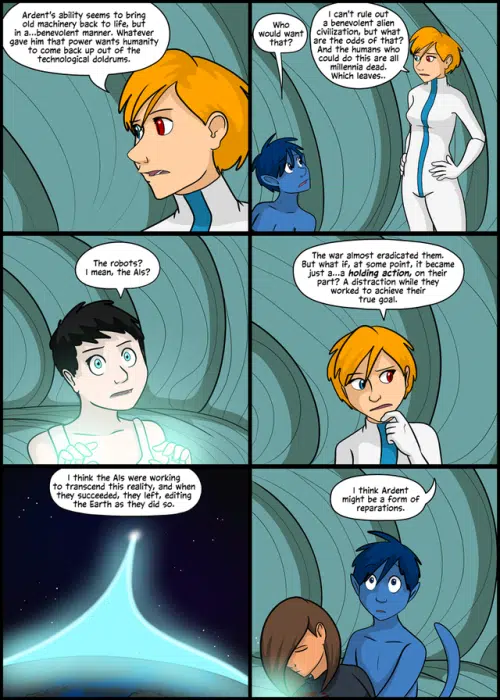 Ardent's ability seems to bring
old machinery back to life, but
in a...benevolent manner. Whatever
gave him that power wants humanity
to come back up out of the
technological doldrums.
Who
would want
that?
I can't rule out
a benevolent alien
civilization, but what
are the odds of that?
And the humans who
could do this are all
millennia dead.
Which leaves..
The robots?
I mean, the AIs?
The war almost eradicated them.
But what if, at some point, it became
just a...a holding action, on their
part? A distraction while they
worked to achieve their
true goal.
I think the AIs were working
to transcend this reality, and when
they succeeded, they left, editing
the Earth as they did so.
I think Ardent
might be a form of
reparations.